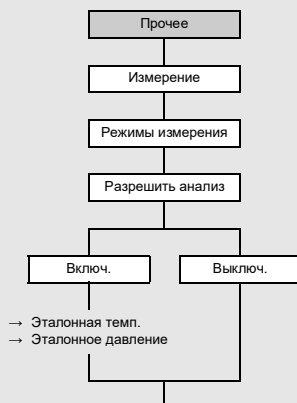 Прочее
Измерение
Режимы измерения
Разрешить анализ
Включ.
Выключ.
→ Эталонная темп.
→ Эталонное давление